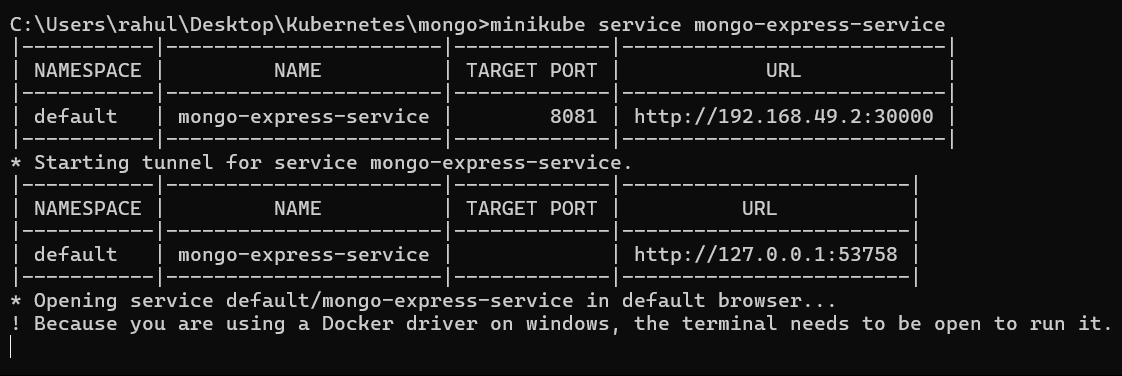 C:\Users\rahul\Desktop\Kubernetes\mongo>minikube service mongo-express-service
|-----------|-----------------------|-------------|---------------------------|
| NAMESPACE |         NAME          | TARGET PORT |            URL            |
|-----------|-----------------------|-------------|---------------------------|
| default   | mongo-express-service |        8081 | http://192.168.49.2:30000 |
|-----------|-----------------------|-------------|---------------------------|
* Starting tunnel for service mongo-express-service.
|-----------|-----------------------|-------------|------------------------|
| NAMESPACE |         NAME          | TARGET PORT |          URL           |
|-----------|-----------------------|-------------|------------------------|
| default   | mongo-express-service |             | http://127.0.0.1:53758 |
|-----------|-----------------------|-------------|------------------------|
* Opening service default/mongo-express-service in default browser...
! Because you are using a Docker driver on windows, the terminal needs to be open to run it.